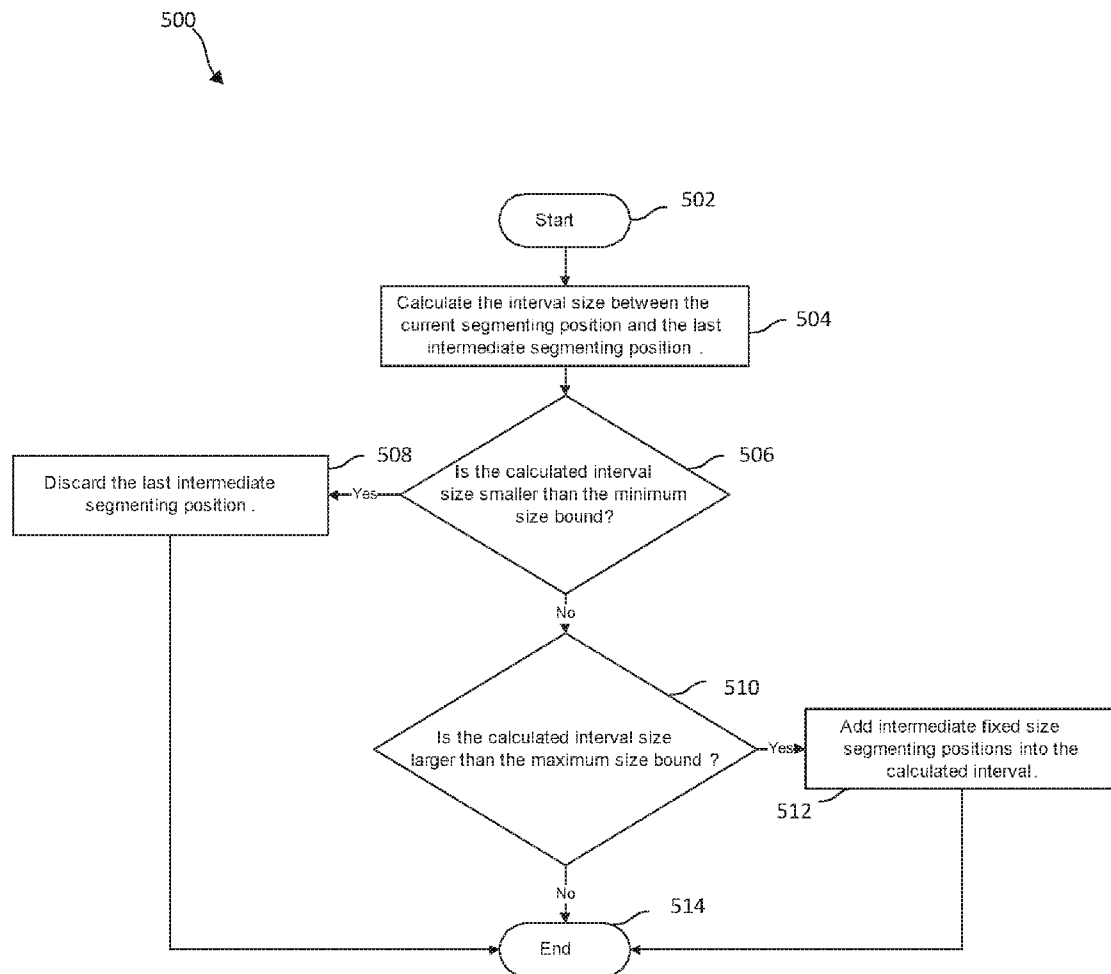 500
Start
502
Calculate the interval size between the
current segmenting position and the last
intermediate segmenting position .
504
Is the calculated interval
size smaller than the minimum
size bound?
506
Yes
Discard the last intermediate
segmenting position .
508
No
Is the calculated interval size
larger than the maximum size bound ?
510
Yes
Add intermediate fixed size
segmenting positions into the
calculated interval.
512
No
End
514